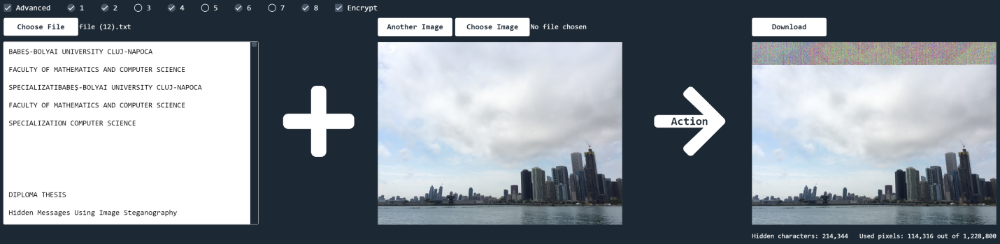 Advanced 1 2 3 4 5 6 7 8 Encrypt
Choose File file (12).txt
Another Image Choose Image No file chosen
Download
BABEȘ-BOLYAI UNIVERSITY CLUJ-NAPOCA
FACULTY OF MATHEMATICS AND COMPUTER SCIENCE
SPECIALIZATIBABEȘ-BOLYAI UNIVERSITY CLUJ-NAPOCA
FACULTY OF MATHEMATICS AND COMPUTER SCIENCE
SPECIALIZATION COMPUTER SCIENCE
DIPLOMA THESIS
Hidden Messages Using Image Steganography
Action
Hidden characters: 214,344 Used pixels: 114,316 out of 1,228,800